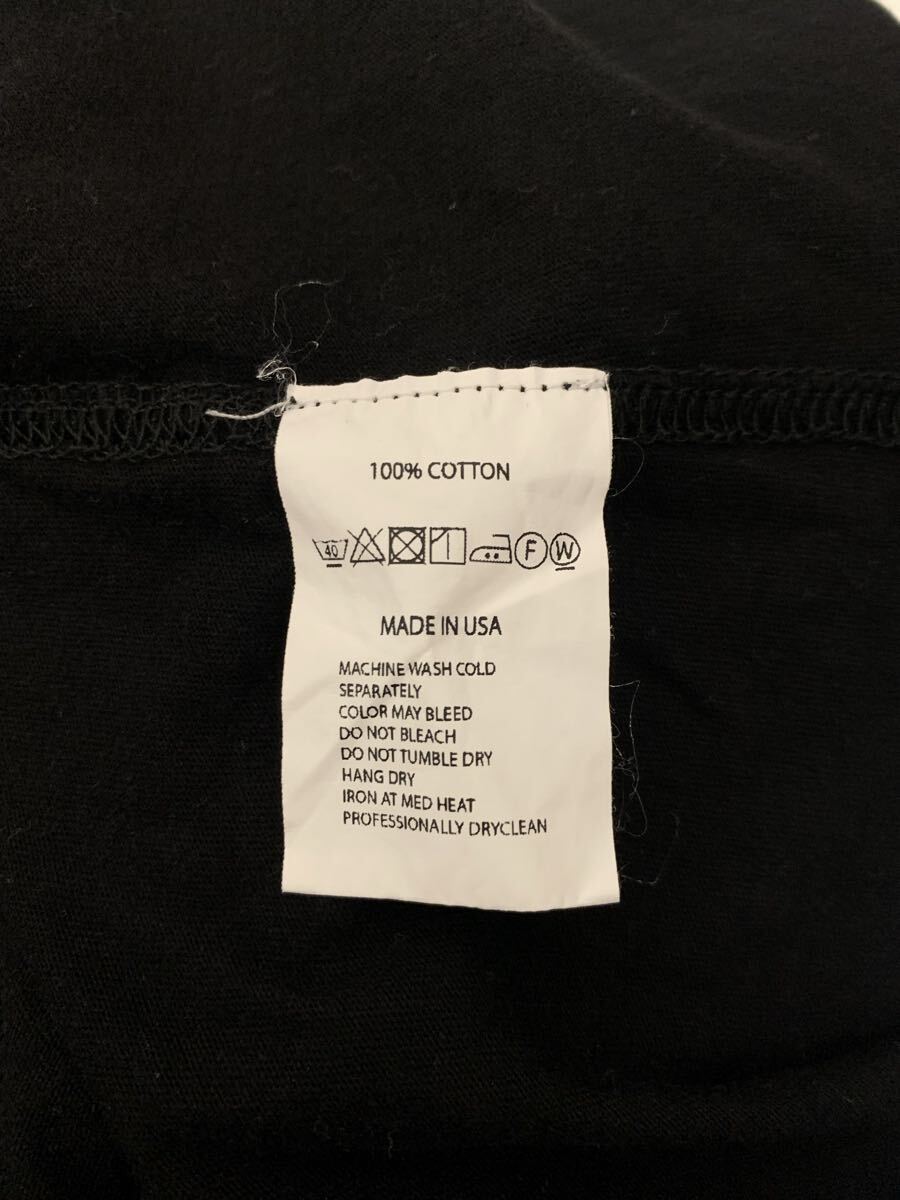 100% COTTON
40 F W
MADE IN USA
MACHINE WASH COLD
SEPARATELY
COLOR MAY BLEED
DO NOT BLEACH
DO NOT TUMBLE DRY
HANG DRY
IRON AT MED HEAT
PROFESSIONALLY DRYCLEAN